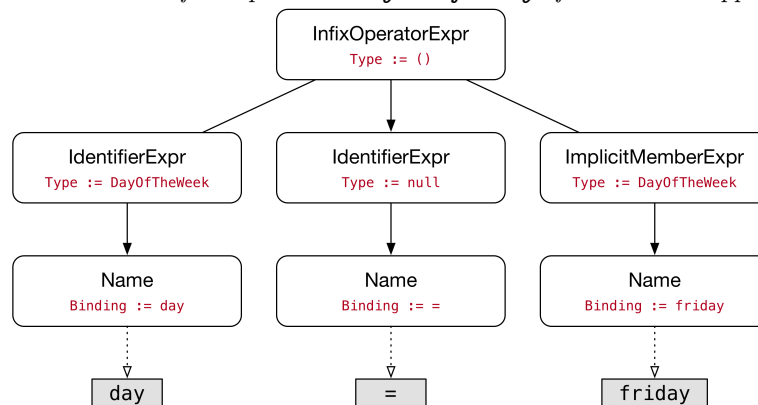 InfixOperatorExpr
Type := ()
IdentifierExpr
Type := DayOfTheWeek
IdentifierExpr
Type := null
ImplicitMemberExpr
Type := DayOfTheWeek
Name
Binding := day
Name
Binding := =
Name
Binding := friday
day
=
friday